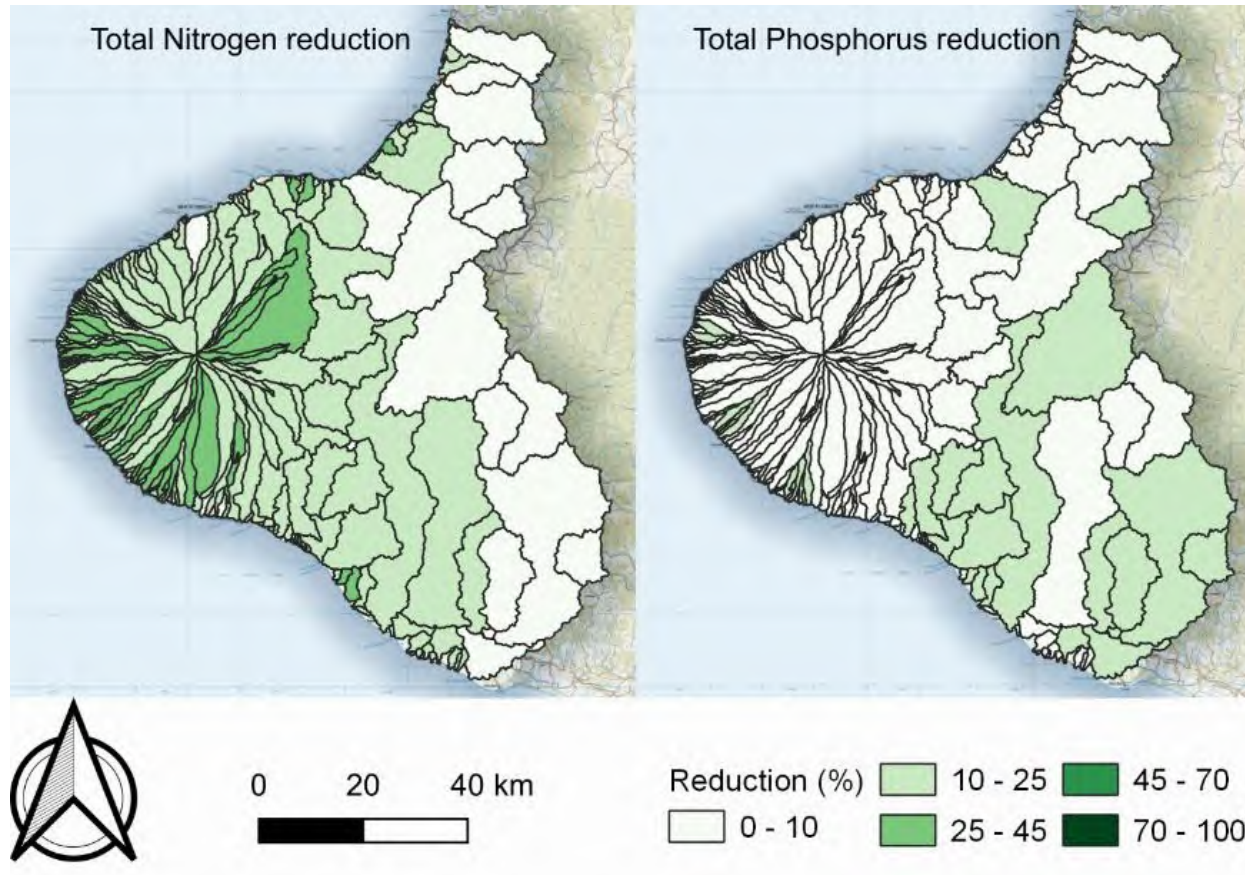 Total Nitrogen reduction
Total Phosphorus reduction
0 20 40 km
Reduction (%)
0 - 10
10 - 25
25 - 45
45 - 70
70 - 100